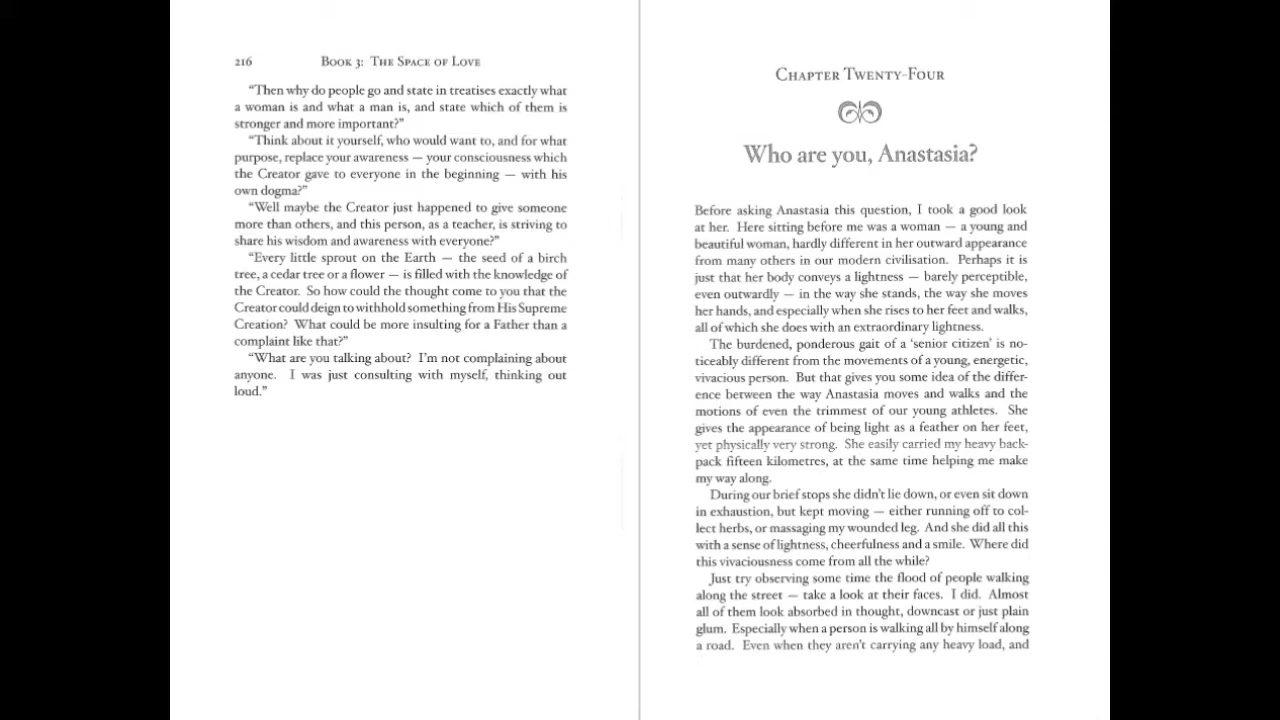 216 Book 3: The Space of Love
“Then why do people go and state in treatises exactly what
a woman is and what a man is, and state which of them is
stronger and more important?”
“Think about it yourself, who would want to, and for what
purpose, replace your awareness — your consciousness which
the Creator gave to everyone in the beginning — with his
own dogma?”
“Well maybe the Creator just happened to give someone
more than others, and this person, as a teacher, is striving to
share his wisdom and awareness with everyone?”
“Every little sprout on the Earth — the seed of a birch
tree, a cedar tree or a flower — is filled with the knowledge of
the Creator. So how could the thought come to you that the
Creator could deign to withhold something from His Supreme
Creation? What could be more insulting for a Father than a
complaint like that?”
“What are you talking about? I’m not complaining about
anyone. I was just consulting with myself, thinking out
loud.”
Chapter Twenty-Four
Who are you, Anastasia?
Before asking Anastasia this question, I took a good look
at her. Here sitting before me was a woman — a young and
beautiful woman, hardly different in her outward appearance
from many others in our modern civilisation. Perhaps it is
just that her body conveys a lightness — barely perceptible,
even outwardly — in the way she stands, the way she moves
her hands, and especially when she rises to her feet and walks,
all of which she does with an extraordinary lightness.
The burdened, ponderous gait of a ‘senior citizen’ is no-
ticeably different from the movements of a young, energetic,
vivacious person. But that gives you some idea of the differ-
ence between the way Anastasia moves and walks and the
motions of even the trimmest of our young athletes. She
gives the appearance of being light as a feather on her feet,
yet physically very strong. She easily carried my heavy back-
pack fifteen kilometres, at the same time helping me make
my way along.
During our brief stops she didn’t lie down, or even sit down
in exhaustion, but kept moving — either running off to col-
lect herbs, or massaging my wounded leg. And she did all this
with a sense of lightness, cheerfulness and a smile. Where did
this vivaciousness come from all the while?
Just try observing some time the flood of people walking
along the street — take a look at their faces. I did. Almost
all of them look absorbed in thought, downcast or just plain
glum. Especially when a person is walking all by himself along
a road. Even when they aren’t carrying any heavy load, and